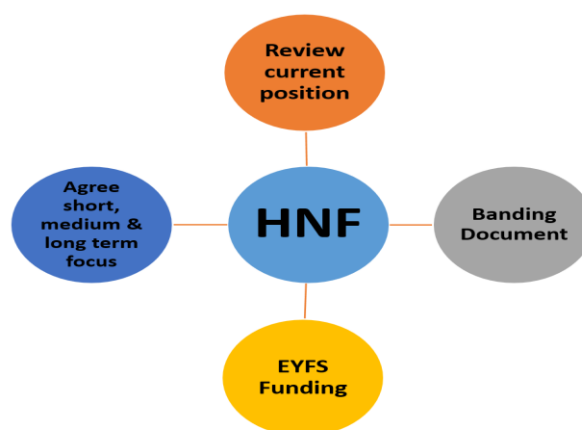 Review
current
position
Agree
short,
medium &
long term
focus
HNF
Banding
Document
EYFS
Funding